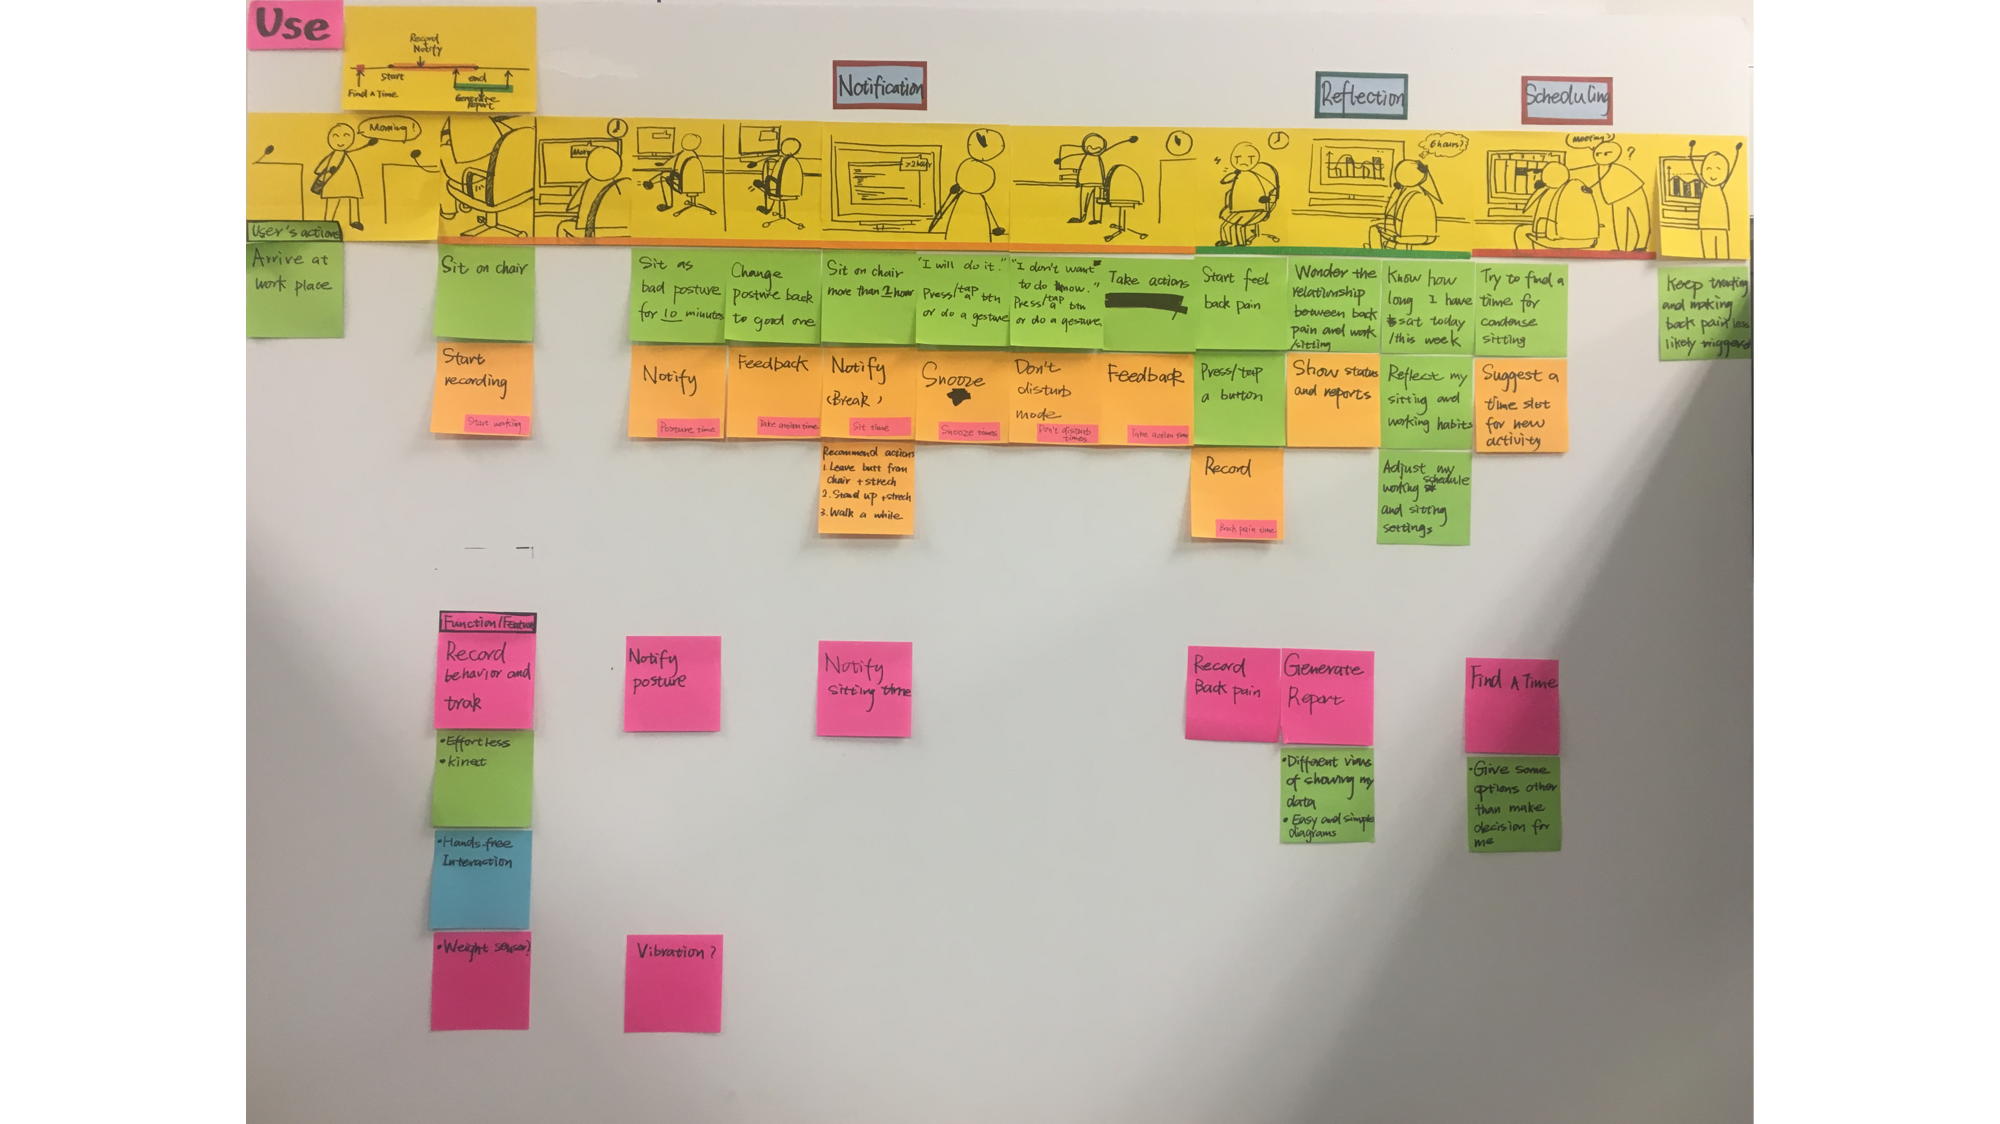 Use
Record
Notify
Start
end
Find A Time
Generate
Report
Notification
Reflection
Scheduling
Morning!
>2 hour
6 hours?
(Meeting?)
?
User's actions
Arrive at
work place
Sit on chair
Sit as
bad posture
for 10 minutes
Change
posture back
to good one
Sit on chair
more than 1 hour
"I will do it."
Press/tap
a btn
or do a gesture
"I don't want
to do know."
Press/tap
a btn
or do a gesture
Take actions
Start feel
back pain
Wonder the
relationship
between back
pain and work
/sitting
Know how
long I have
sat today
/this week
Try to find a
time for
condense
sitting
Keep tracking
and making
back pain less
likely triggered
Start
recording
Start working
Notify
Posture time
Feedback
Take action time
Notify
(Break)
Sit time
Snooze
Snooze times
Don't
disturb
mode
Don't disturb
times
Feedback
Take action time
Press/tap
a button
Show status
and reports
Reflect my
sitting and
working habits
Suggest a
time slot
for new
activity
Recommend actions
1. Leave butt from
chair + strech
2. Stand up + strech
3. Walk a while
Record
Back pain time
Adjust my
working schedule
and sitting
settings
Function/Feature
Record
behavior and
trak
Notify
posture
Notify
sitting time
Record
Back pain
Generate
Report
Find A Time
•Effortless
•kinect
•Different views
of showing my
data
• Easy and simple
diagrams
•Give some
options other
than make
decision for
me
•Hands-free
Interaction
•Weight sensor?
Vibration?